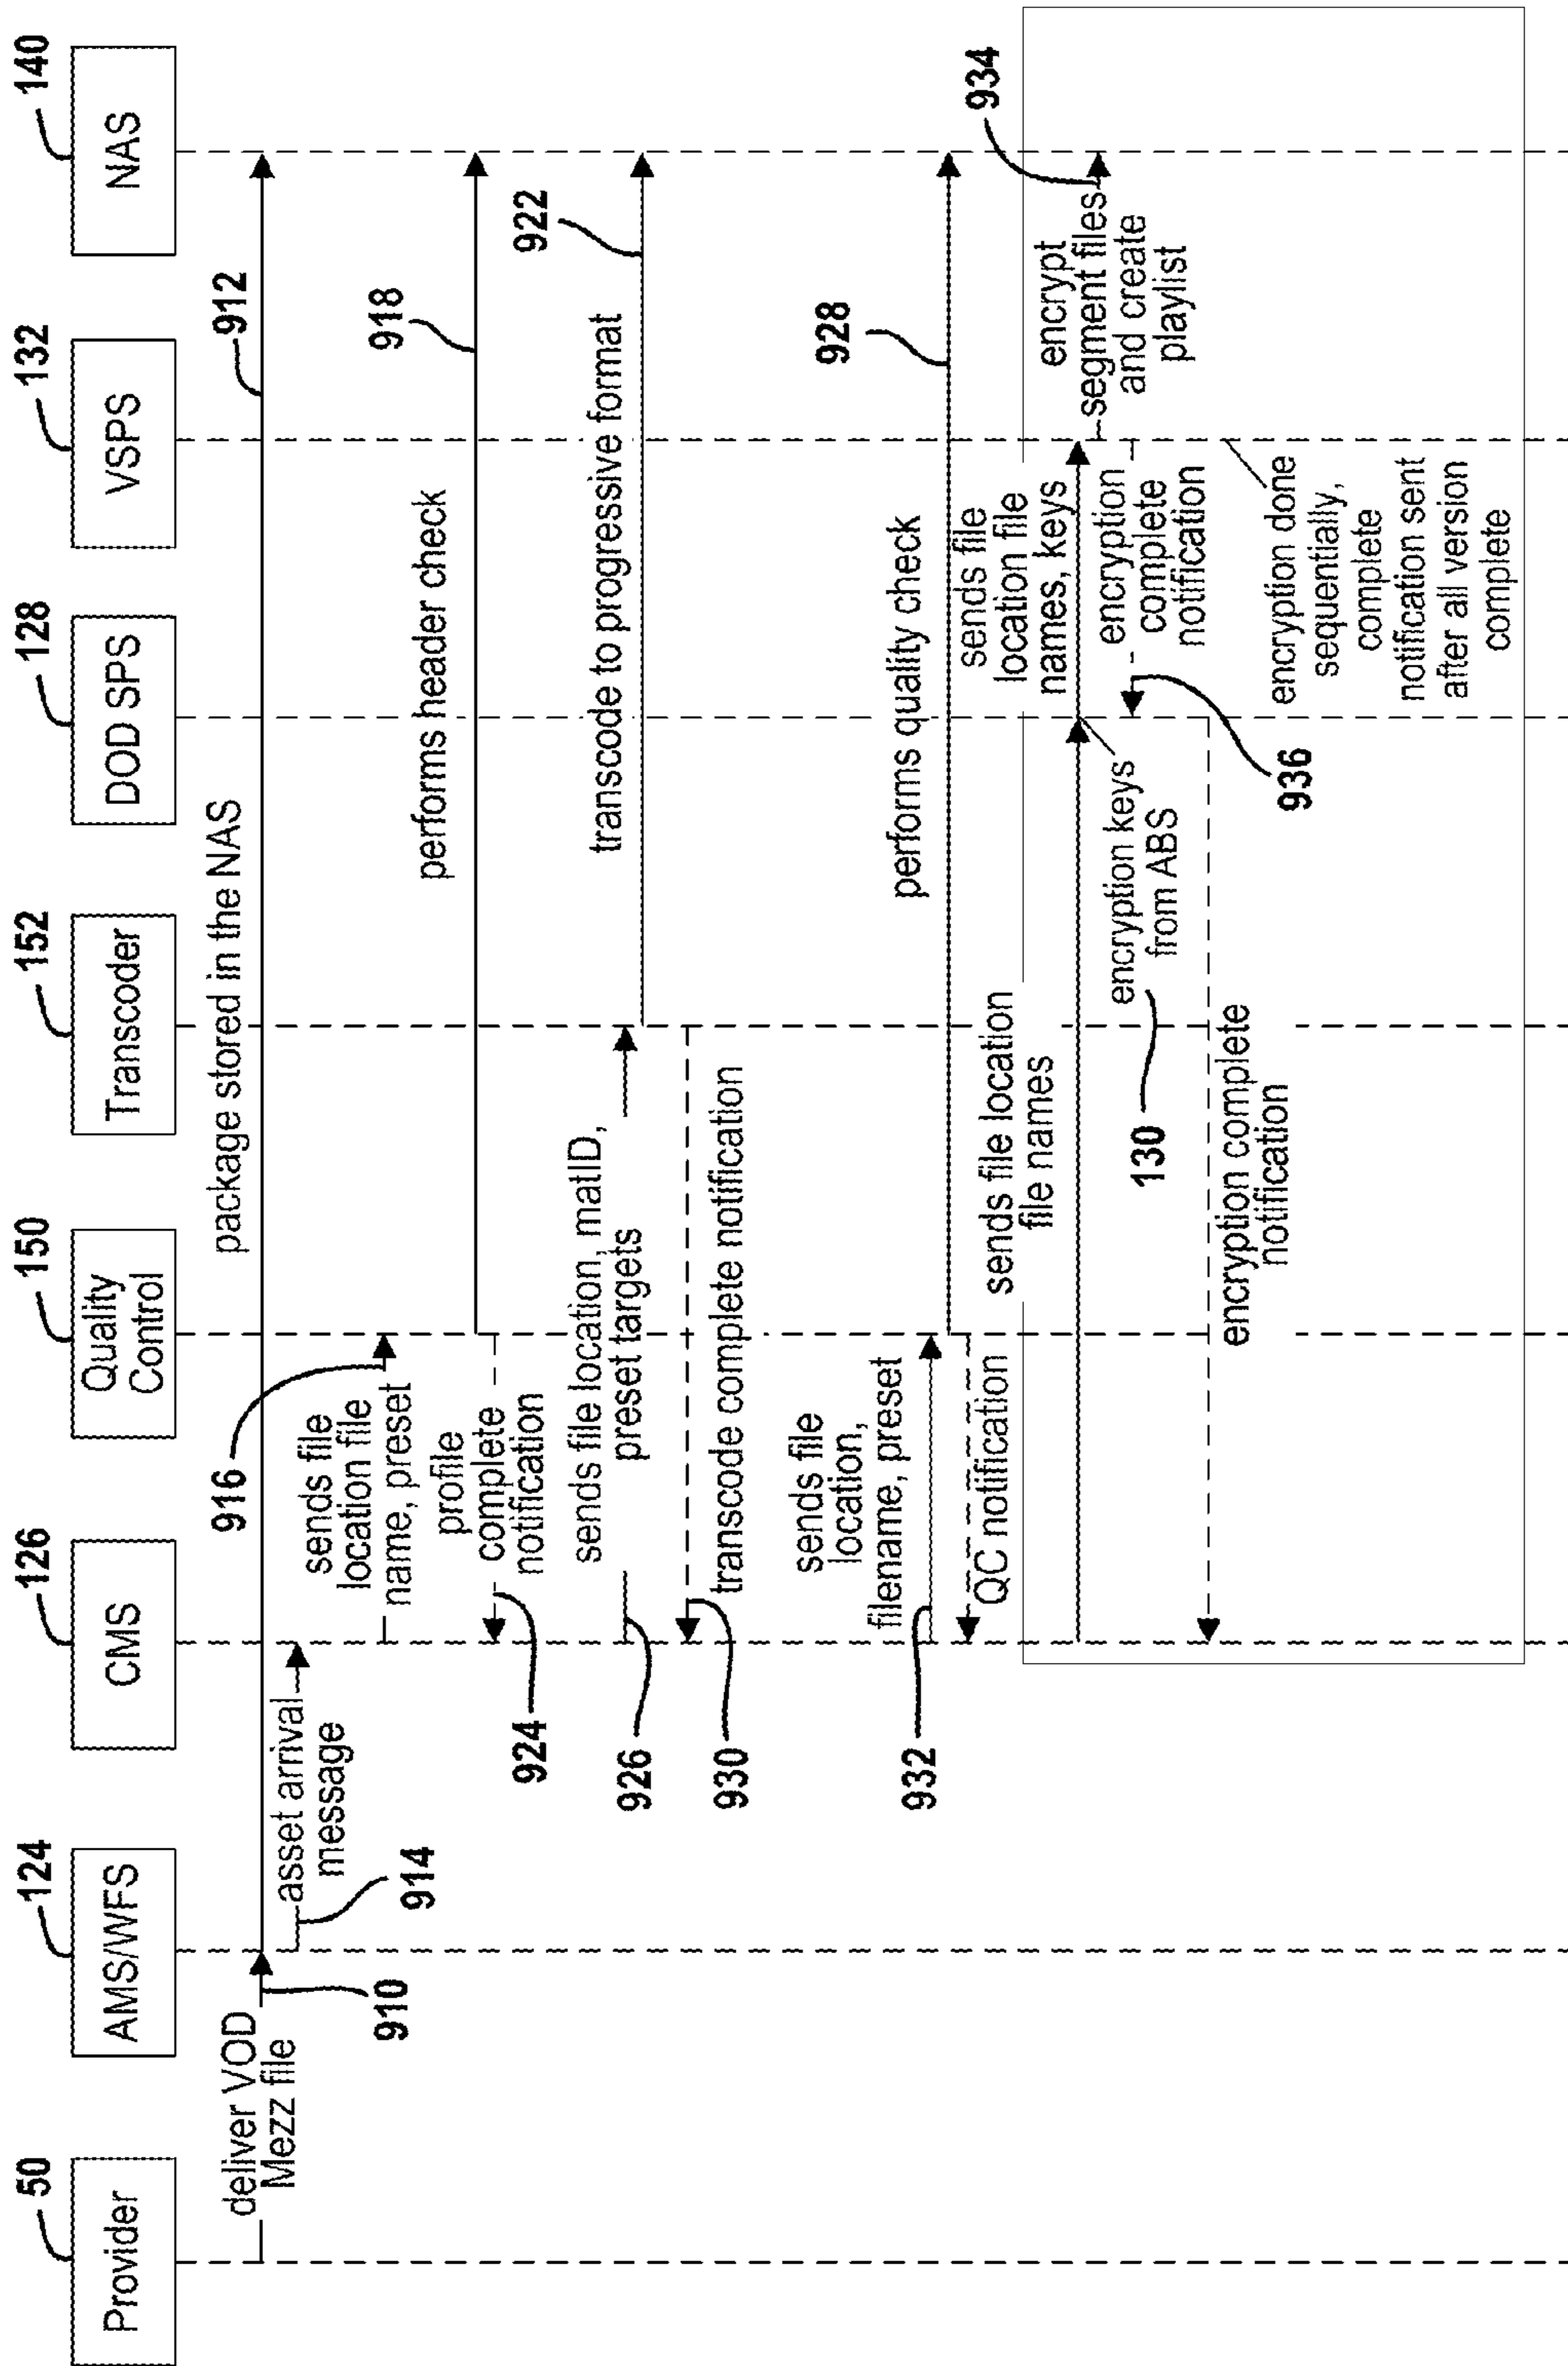 50
Provider
124
AMS/WFS
126
CMS
150
Quality
Control
152
Transcoder
128
DOD SPS
132
VSPS
140
NAS
deliver VOD
Mezz file
910
package stored in the NAS
912
asset arrival
message
914
916
sends file
location file
name, preset
performs header check
918
profile
complete
notification
924
sends file location, matID,
preset targets
926
transcode to progressive format
922
transcode complete notification
930
sends file
location,
filename, preset
932
performs quality check
928
QC notification
sends file location
file names
sends file
location file
names, keys
encrypt
segment files
and create
playlist
934
encryption keys
from ABS
130
encryption
complete
notification
936
encryption complete
notification
encryption done
sequentially,
complete
notification sent
after all version
complete